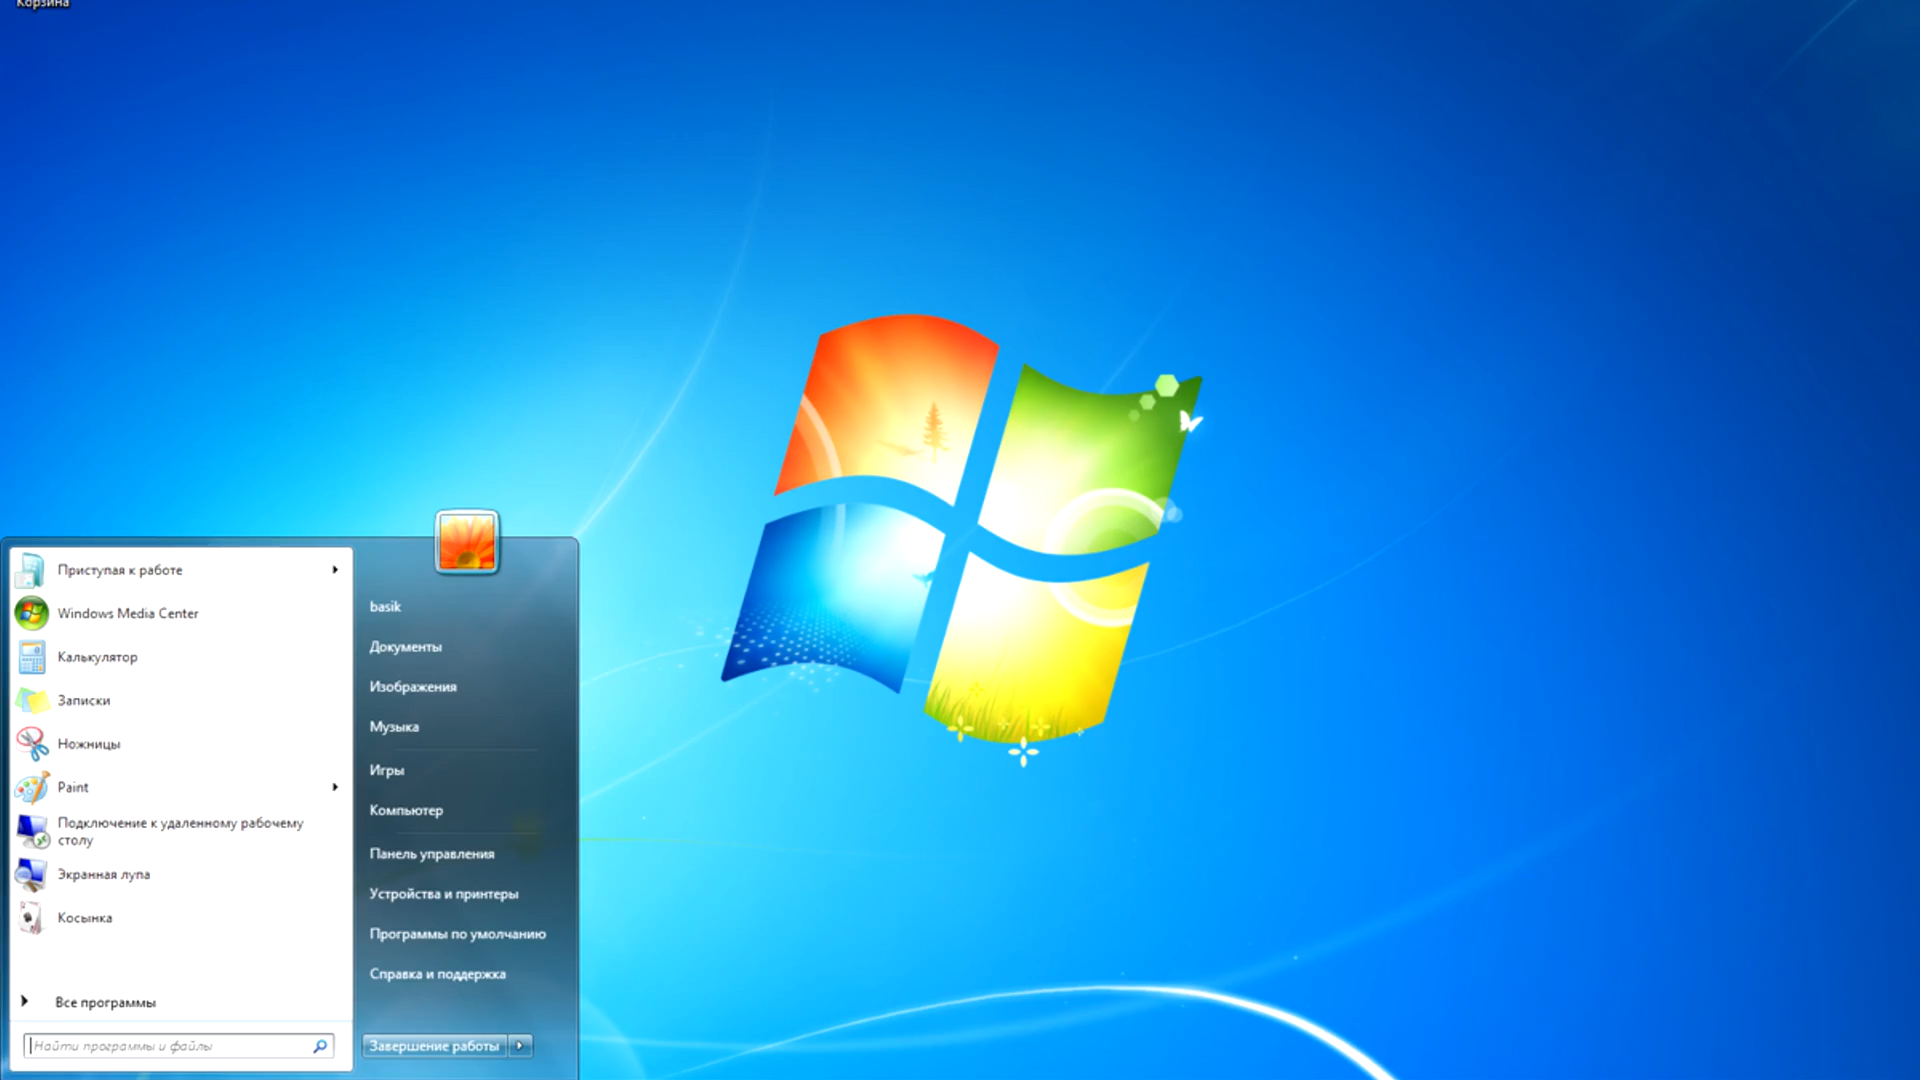 Корзина
Приступая к работе
Windows Media Center
Калькулятор
Записки
Ножницы
Paint
Подключение к удаленному рабочему
столу
Экранная лупа
Косынка
Все программы
Найти программы и файлы
basik
Документы
Изображения
Музыка
Игры
Компьютер
Панель управления
Устройства и принтеры
Программы по умолчанию
Справка и поддержка
Завершение работы